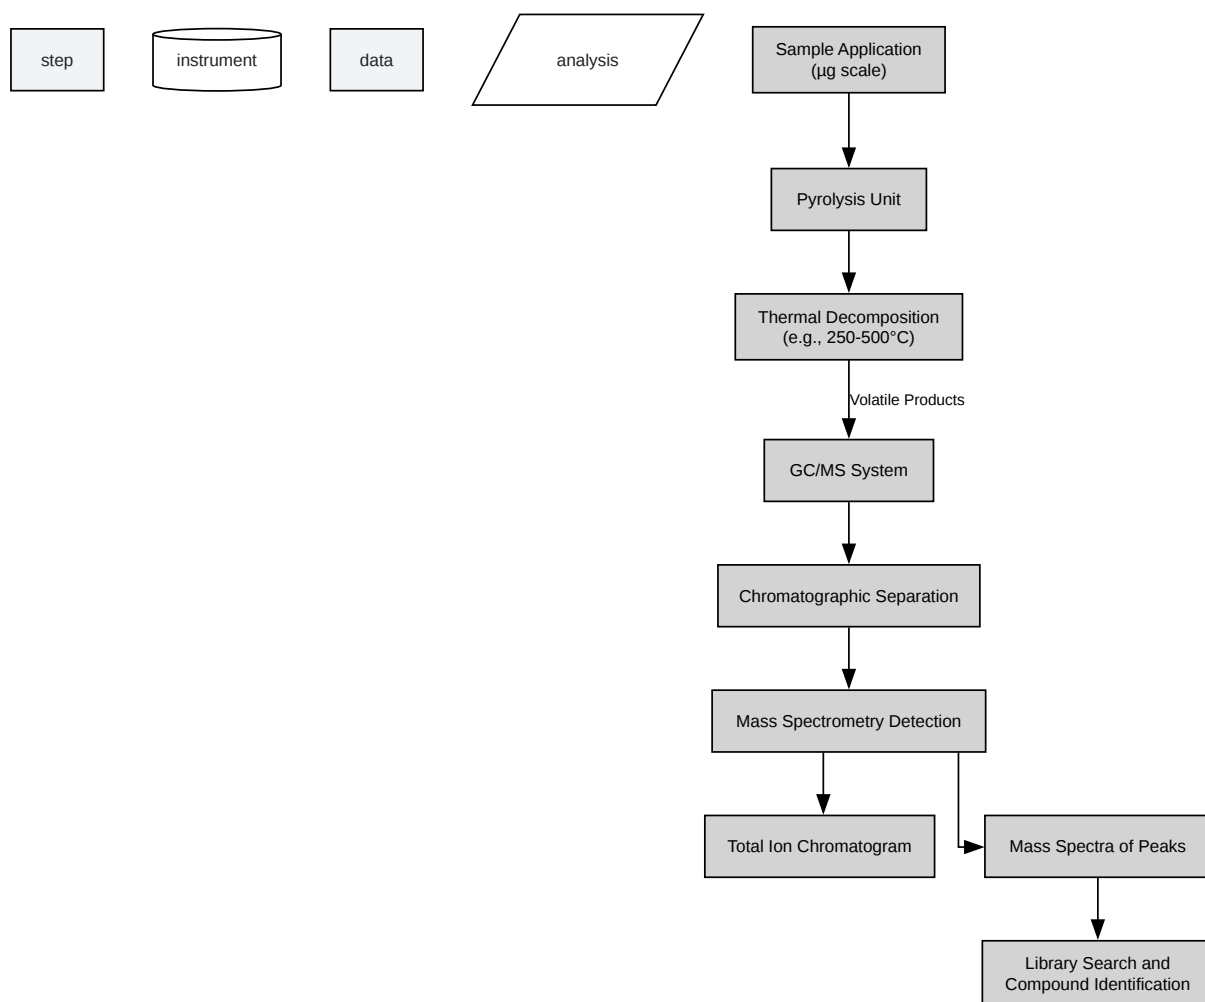 step
instrument
data
analysis
Sample Application
(µg scale)
Pyrolysis Unit
Thermal Decomposition
(e.g., 250-500°C)
Volatile Products
GC/MS System
Chromatographic Separation
Mass Spectrometry Detection
Total Ion Chromatogram
Mass Spectra of Peaks
Library Search and
Compound Identification